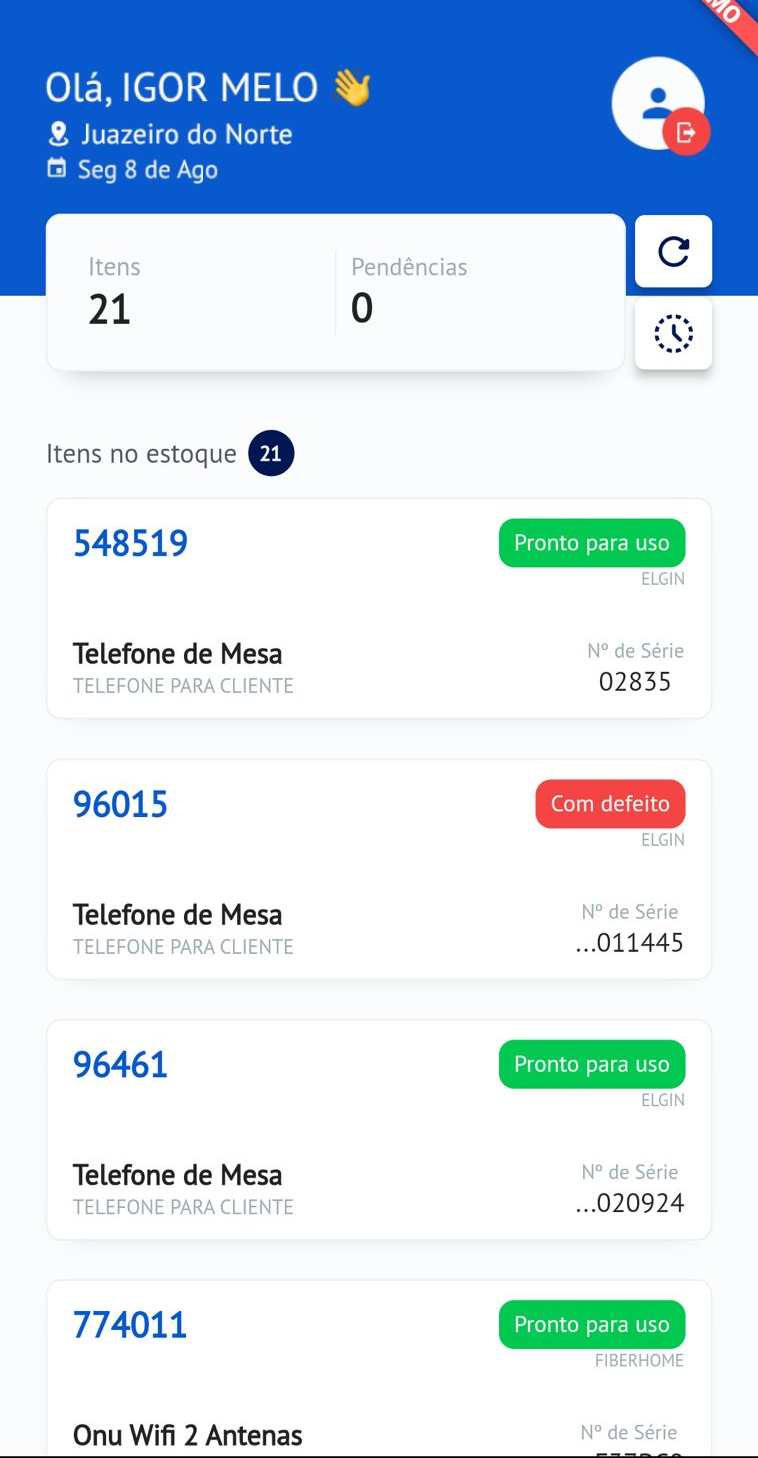 MO
Olá, IGOR MELO 👋
Juazeiro do Norte
Seg 8 de Ago
Itens
21
Pendências
0
Itens no estoque 21
548519
Pronto para uso
ELGIN
Telefone de Mesa
TELEFONE PARA CLIENTE
Nº de Série
02835
96015
Com defeito
ELGIN
Telefone de Mesa
TELEFONE PARA CLIENTE
Nº de Série
...011445
96461
Pronto para uso
ELGIN
Telefone de Mesa
TELEFONE PARA CLIENTE
Nº de Série
...020924
774011
Pronto para uso
FIBERHOME
Onu Wifi 2 Antenas
Nº de Série